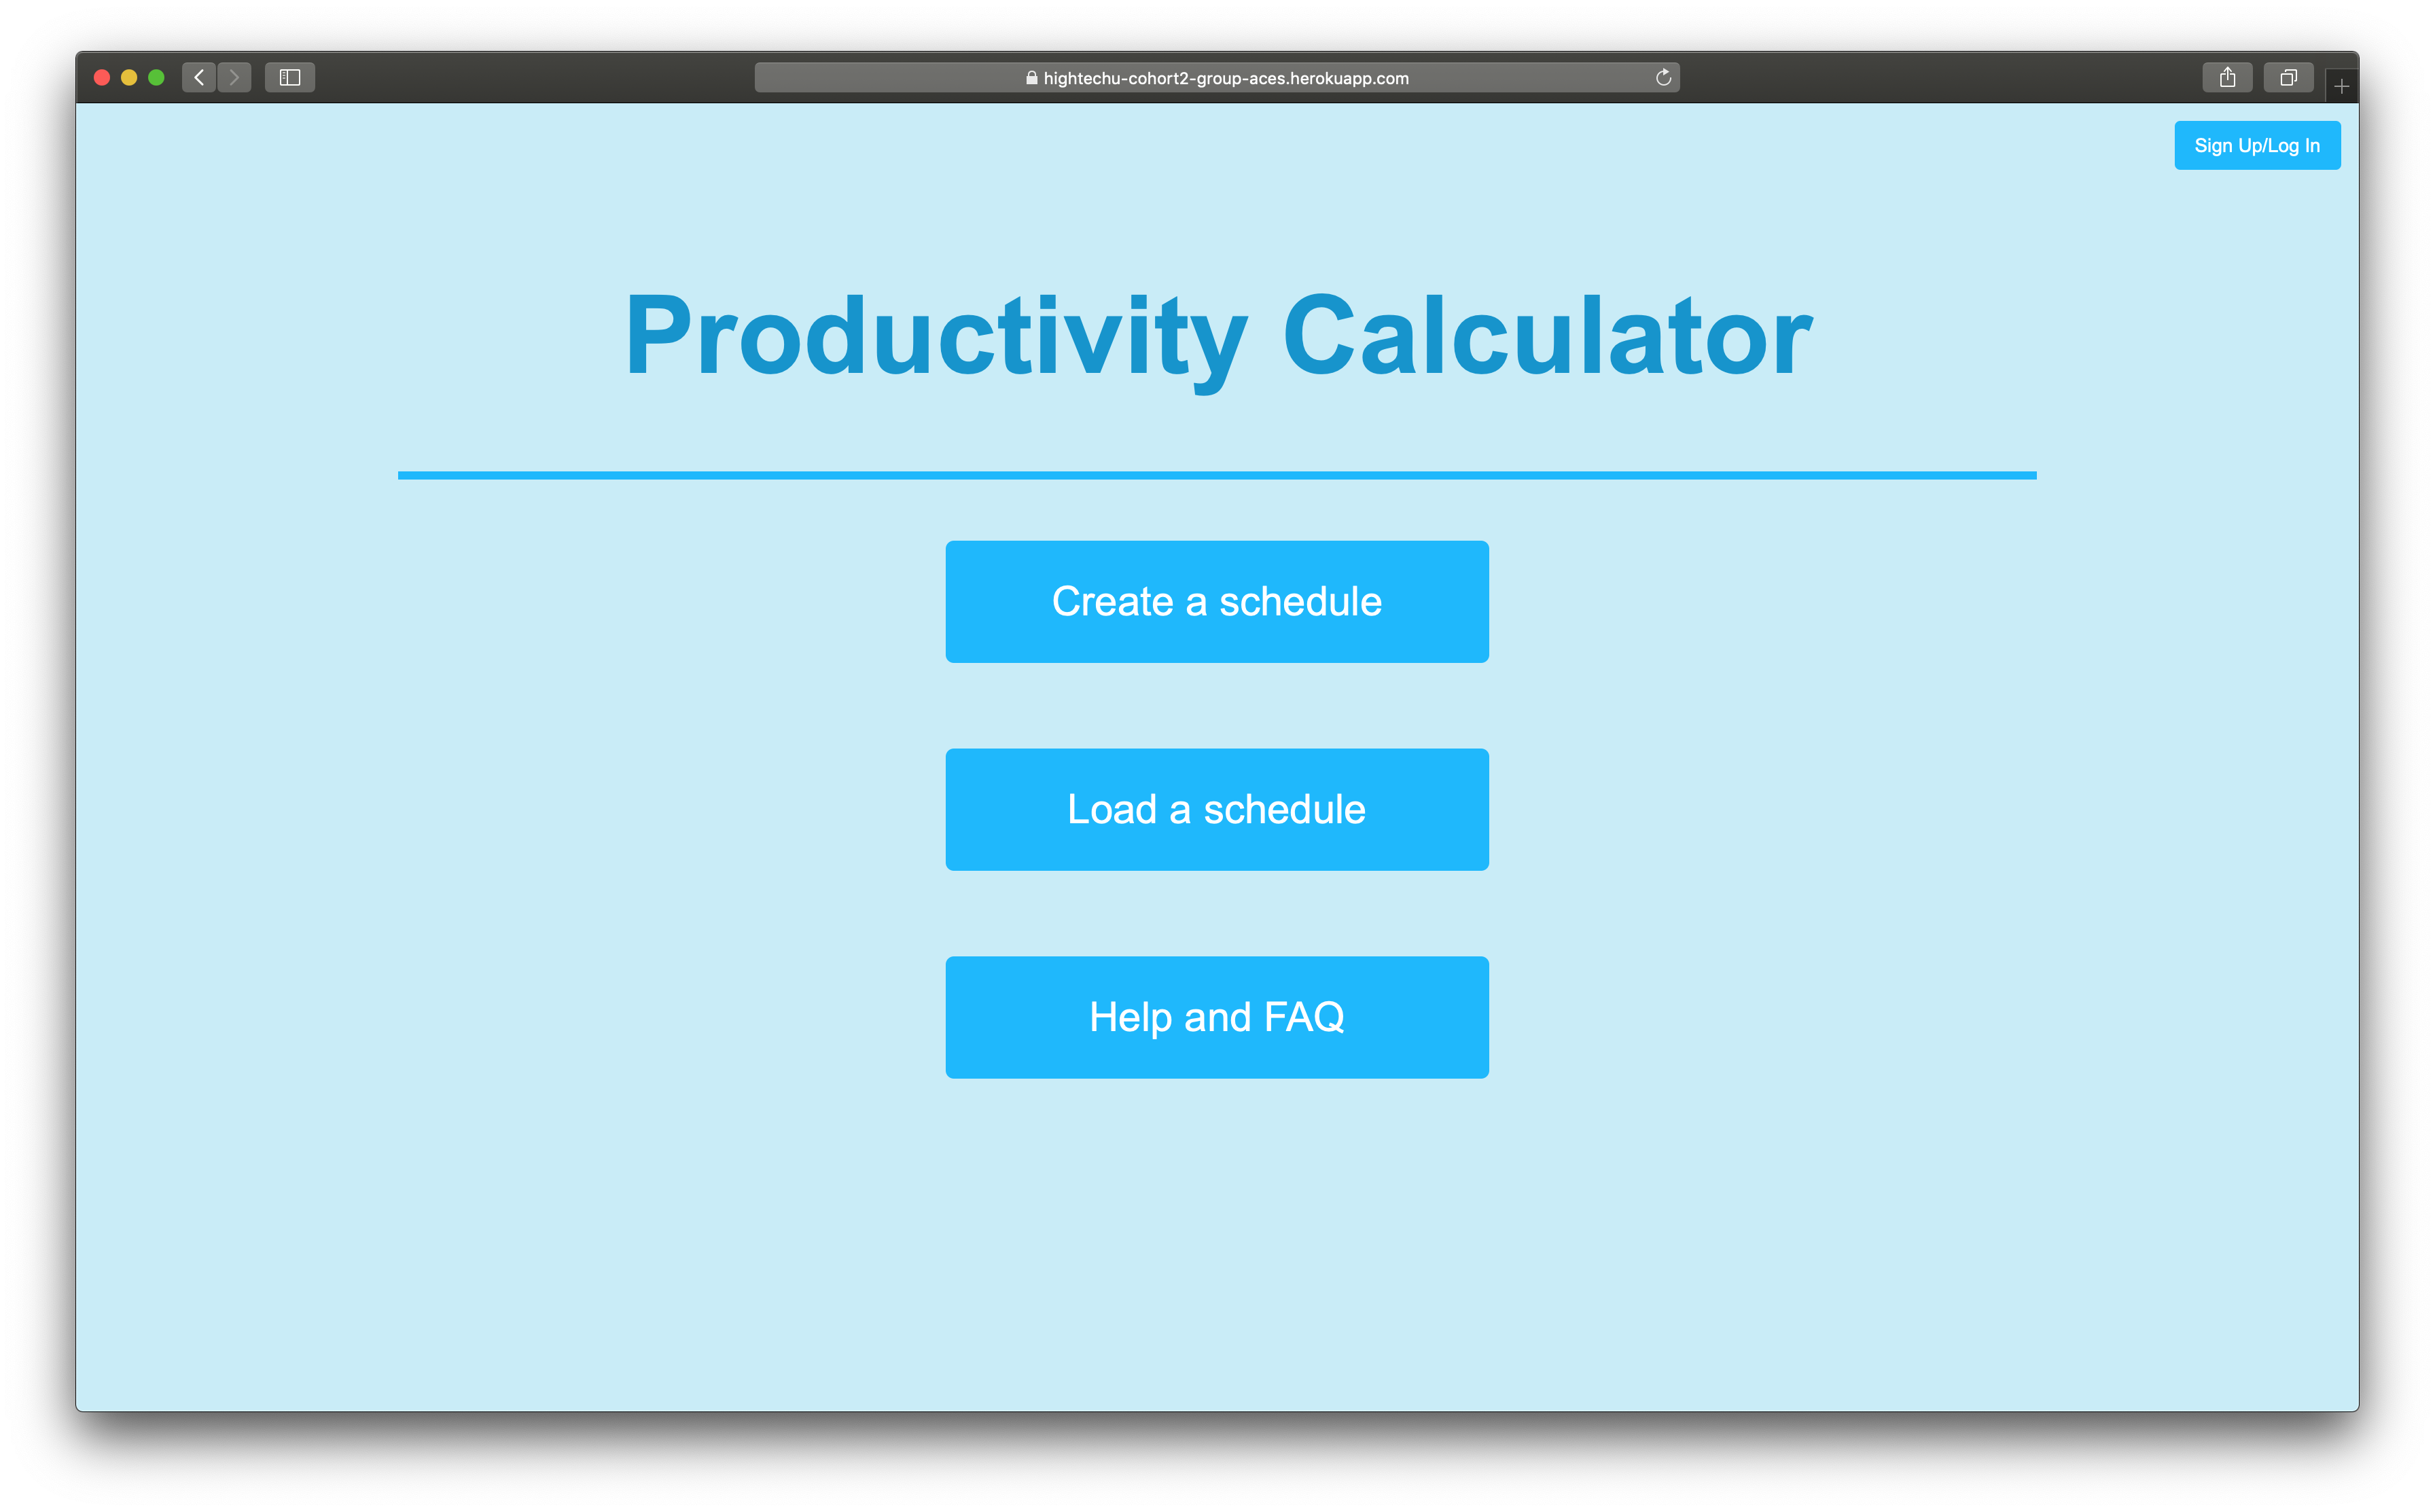 hightechu-cohort2-group-aces.herokuapp.com
Sign Up/Log In
Productivity Calculator
Create a schedule
Load a schedule
Help and FAQ